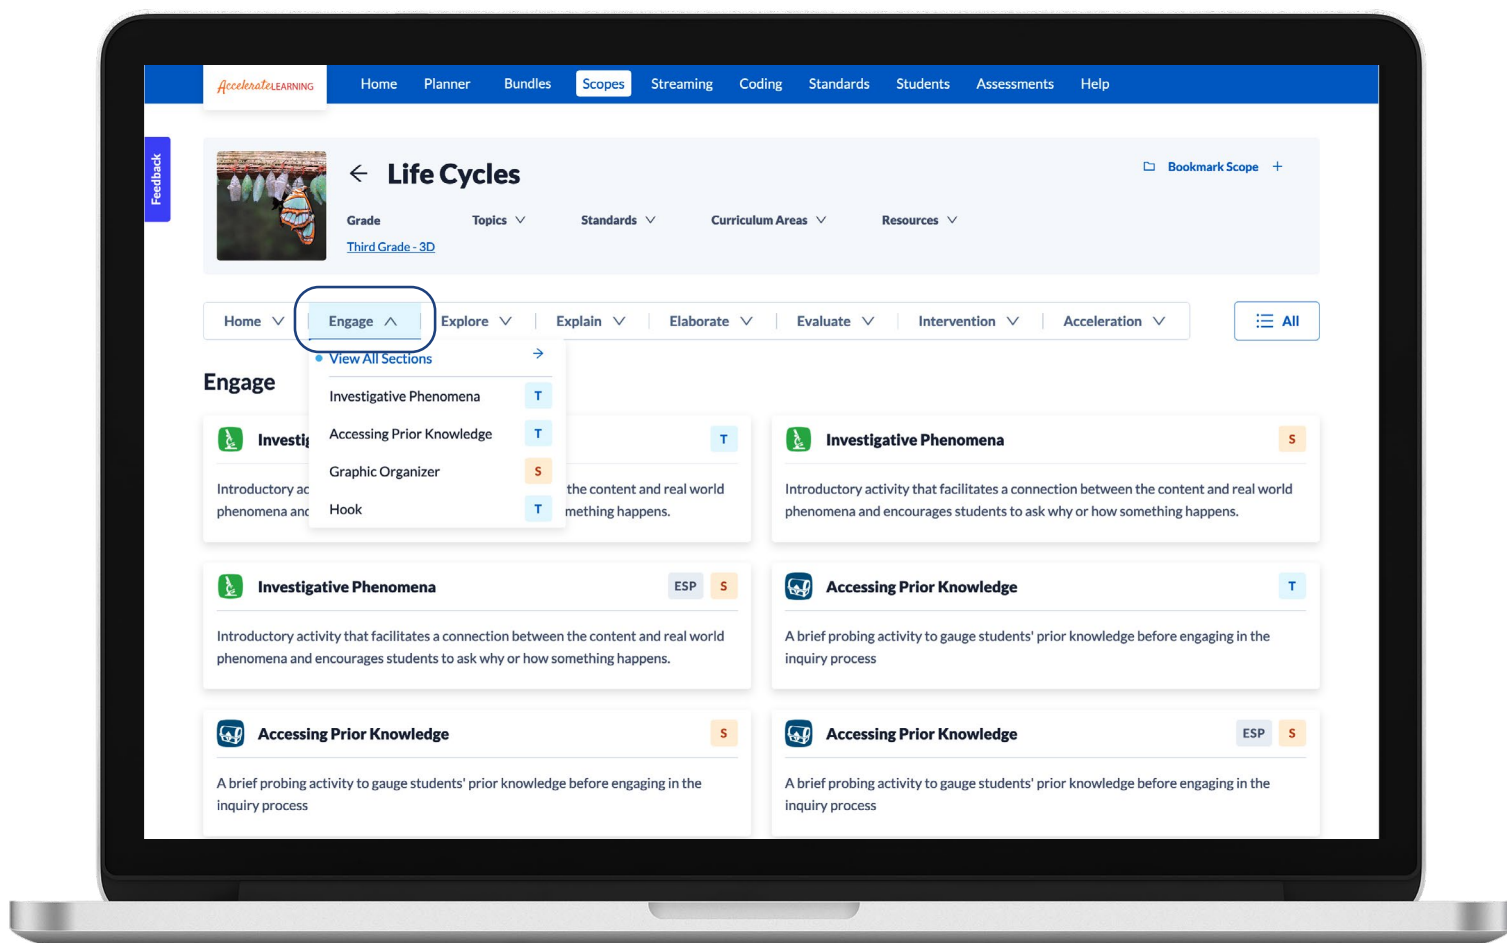 AccelerateLEARNING Home Planner Bundles Scopes Streaming Coding Standards Students Assessments Help
Feedback
Life Cycles
Bookmark Scope +
Grade Topics Standards Curriculum Areas Resources
Third Grade - 3D
Home Engage Explore Explain Elaborate Evaluate Intervention Acceleration All
View All Sections
Investigative Phenomena T
Accessing Prior Knowledge T
Graphic Organizer S
Hook T
Engage
Investig T
Introductory ac the content and real world
phenomena and mething happens.
Investigative Phenomena S
Introductory activity that facilitates a connection between the content and real world
phenomena and encourages students to ask why or how something happens.
Investigative Phenomena ESP S
Introductory activity that facilitates a connection between the content and real world
phenomena and encourages students to ask why or how something happens.
Accessing Prior Knowledge T
A brief probing activity to gauge students' prior knowledge before engaging in the
inquiry process
Accessing Prior Knowledge S
A brief probing activity to gauge students' prior knowledge before engaging in the
inquiry process
Accessing Prior Knowledge ESP S
A brief probing activity to gauge students' prior knowledge before engaging in the
inquiry process